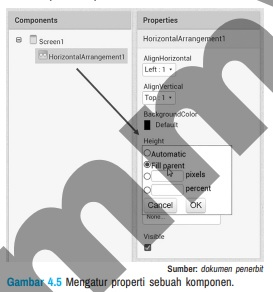 Components
Properties
Screen1
HorizontalArrangement1
HorizontalArrangement1
AlignHorizontal
Left : 1
AlignVertical
Top : 1
BackgroundColor
Default
Height
Automatic
Fill parent
pixels
percent
Cancel
OK
None...
Visible
Sumber: dokumen penerbit
Gambar 4.5 Mengatur properti sebuah komponen.